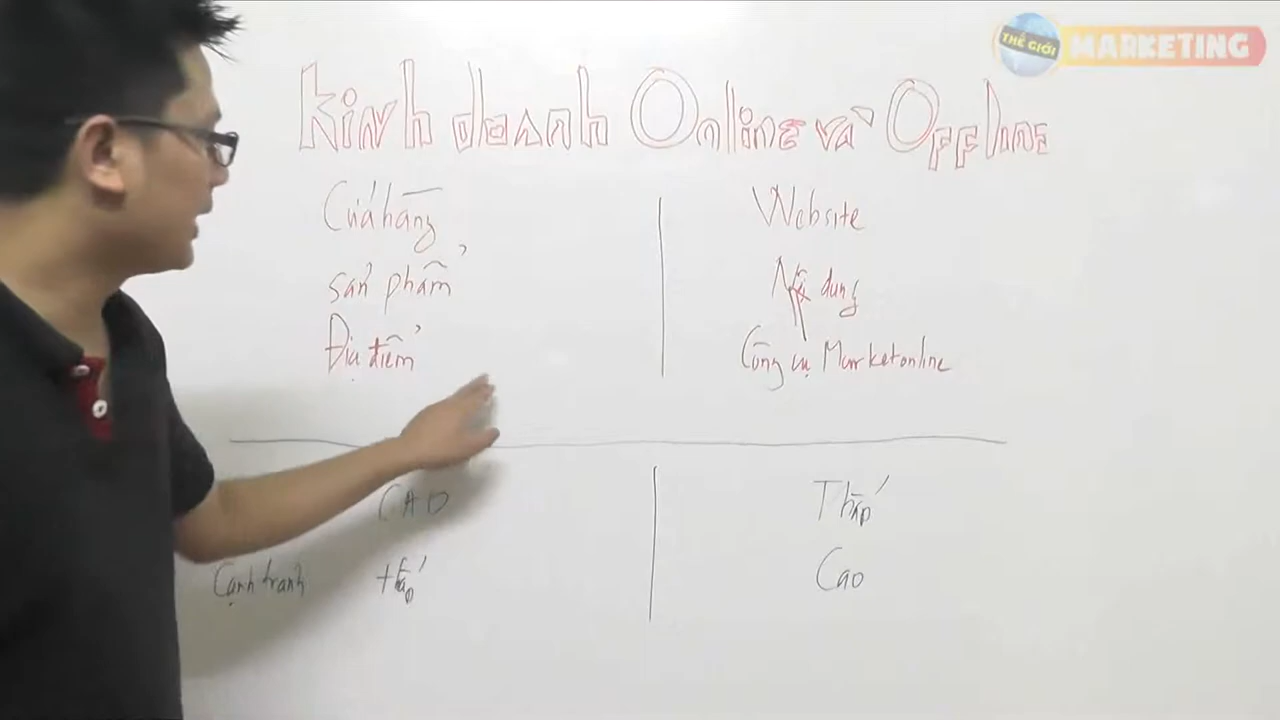 THẾ GIỚI MARKETING
Kinh doanh Online và Offline
Cửa hàng
sản phẩm
Địa điểm
Website
Nội dung
Công cụ Marketonline
CAO
Thấp
Cạnh tranh thấp
Cao